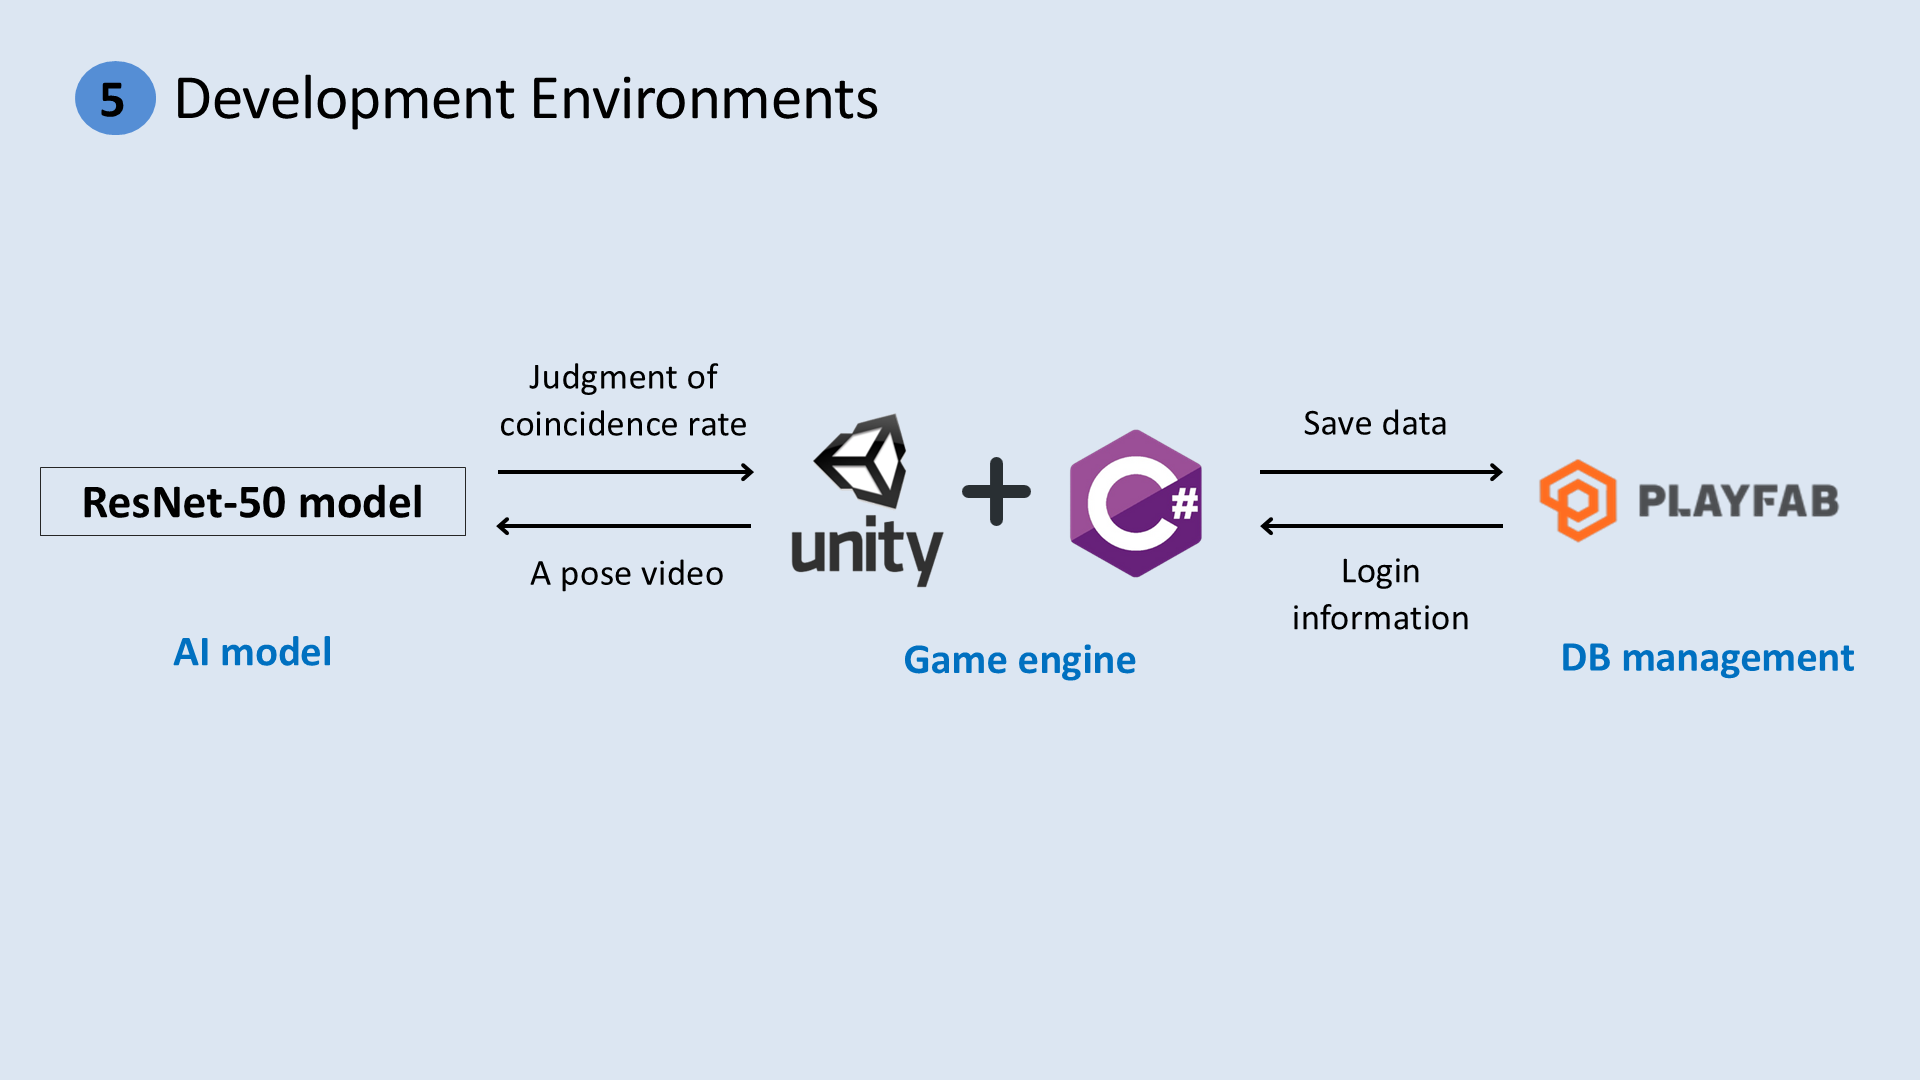 5 Development Environments
Judgment of
coincidence rate
Save data
ResNet-50 model
unity
C#
PLAYFAB
A pose video
Login
information
AI model
Game engine
DB management